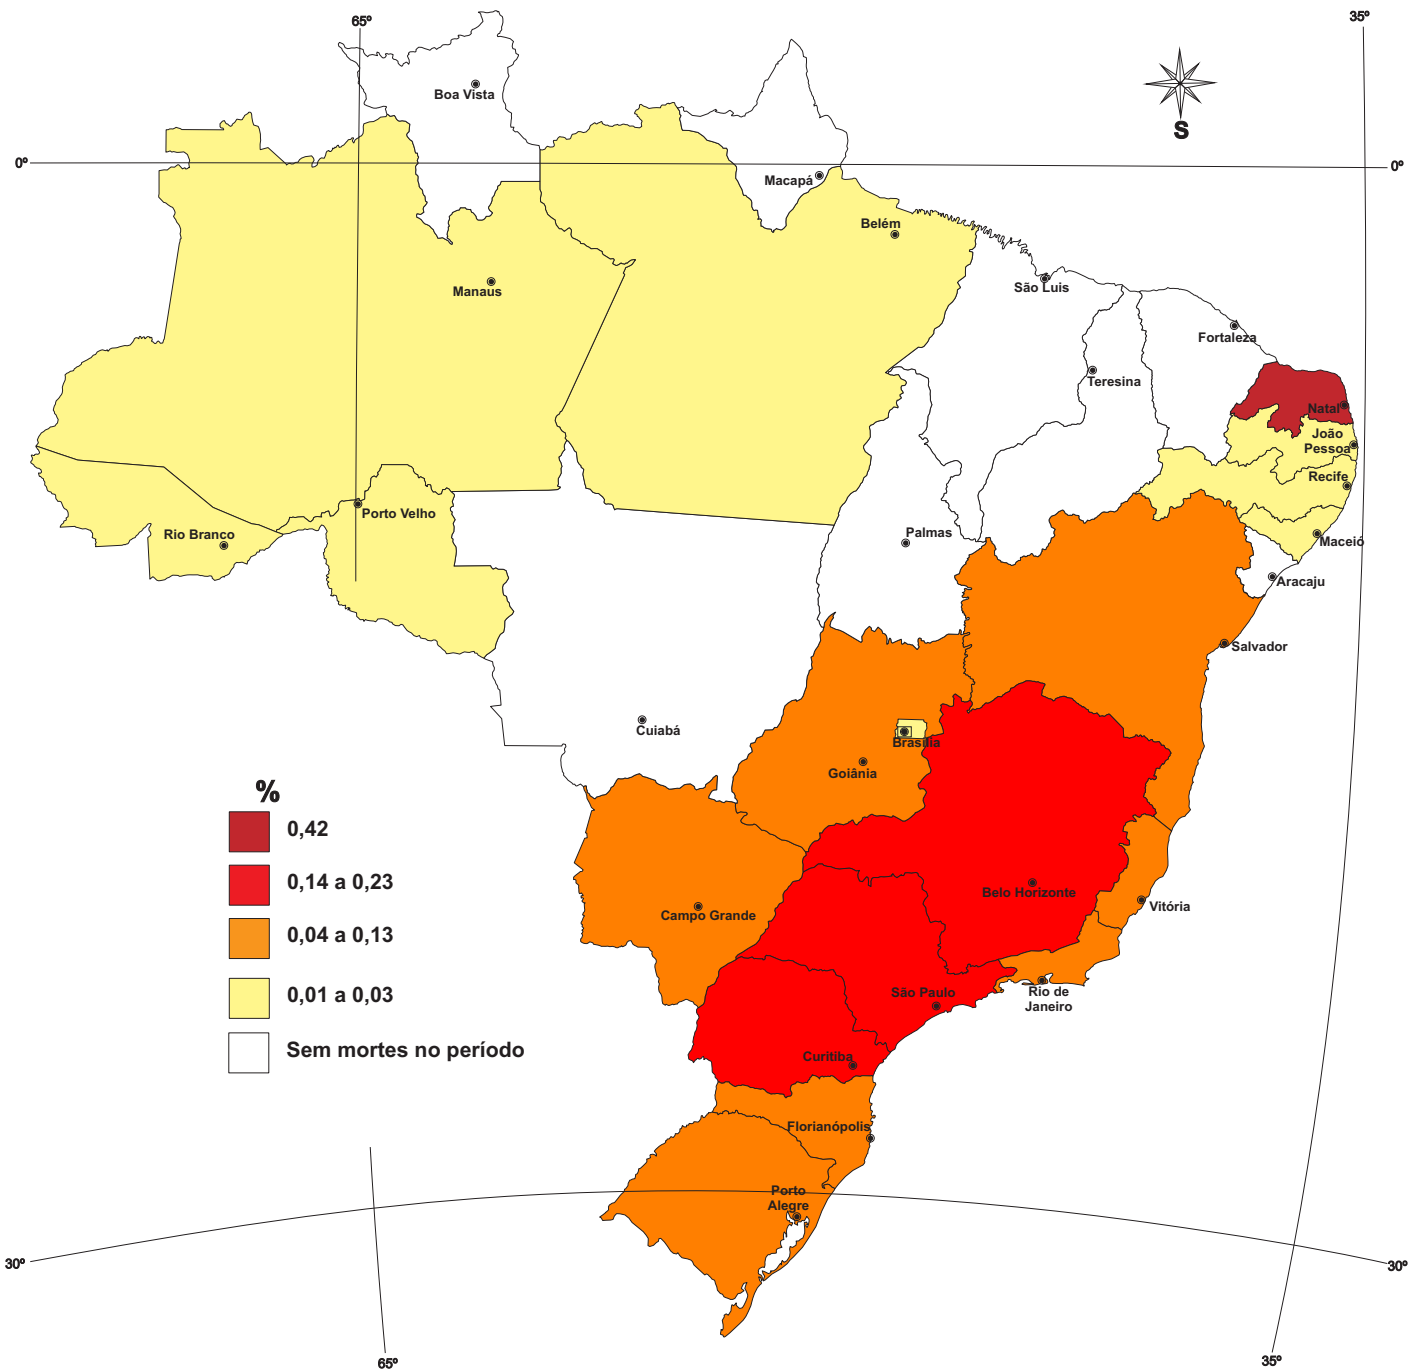 65º
35º
Boa Vista
S
0º
0º
Macapá
Belém
São Luis
Manaus
Fortaleza
Teresina
Natal
João
Pessoa
Recife
Porto Velho
Rio Branco
Palmas
Maceió
Aracaju
Salvador
Cuiabá
Brasília
Goiânia
%
0,42
0,14 a 0,23
0,04 a 0,13
0,01 a 0,03
Sem mortes no período
Belo Horizonte
Campo Grande
Vitória
São Paulo
Rio de
Janeiro
Curitiba
Florianópolis
Porto
Alegre
30º
30º
65º
35º